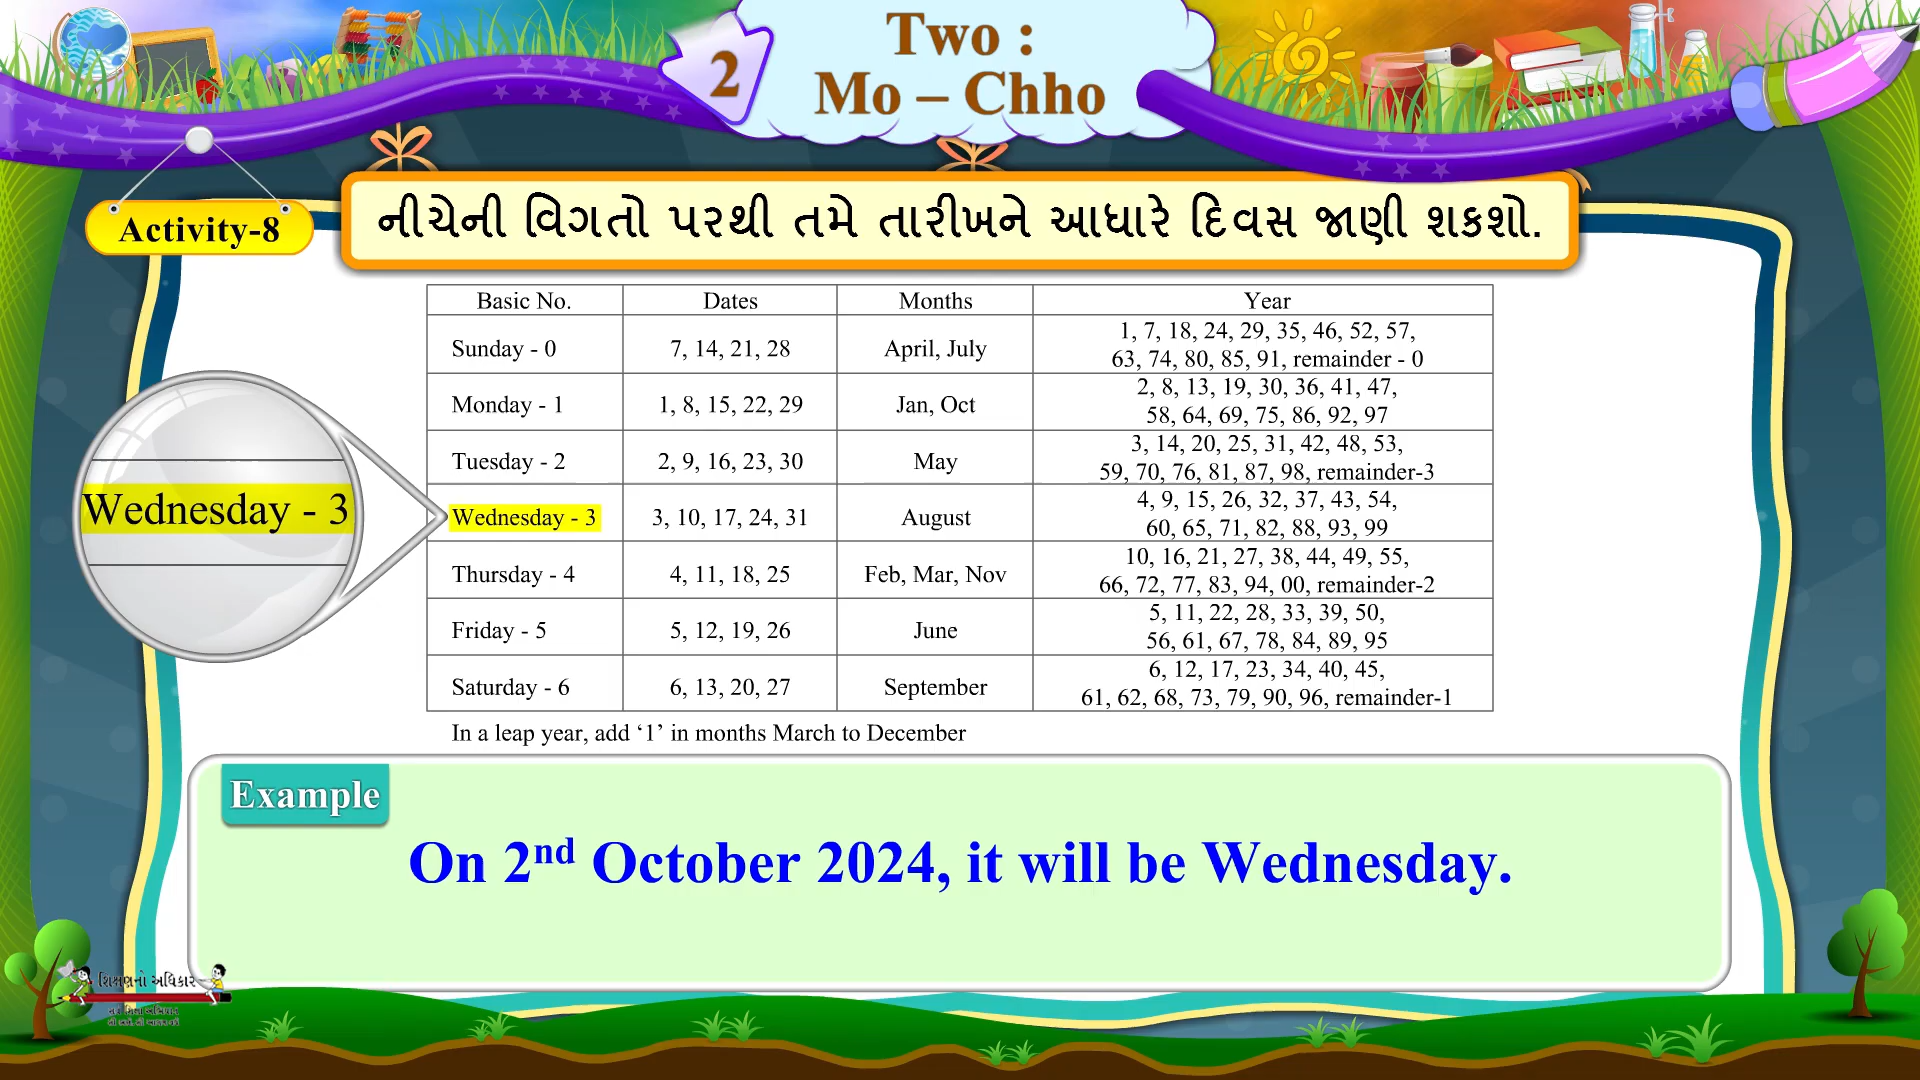 Two :
2
Mo – Chho
Activity-8
નીચેની વિગતો પરથી તમે તારીખને આધારે દિવસ જાણી શકશો.
Basic No. Dates Months Year
Sunday - 0 7, 14, 21, 28 April, July 1, 7, 18, 24, 29, 35, 46, 52, 57,
63, 74, 80, 85, 91, remainder - 0
Monday - 1 1, 8, 15, 22, 29 Jan, Oct 2, 8, 13, 19, 30, 36, 41, 47,
58, 64, 69, 75, 86, 92, 97
Tuesday - 2 2, 9, 16, 23, 30 May 3, 14, 20, 25, 31, 42, 48, 53,
59, 70, 76, 81, 87, 98, remainder-3
Wednesday - 3
Wednesday - 3 3, 10, 17, 24, 31 August 4, 9, 15, 26, 32, 37, 43, 54,
60, 65, 71, 82, 88, 93, 99
Thursday - 4 4, 11, 18, 25 Feb, Mar, Nov 10, 16, 21, 27, 38, 44, 49, 55,
66, 72, 77, 83, 94, 00, remainder-2
Friday - 5 5, 12, 19, 26 June 5, 11, 22, 28, 33, 39, 50,
56, 61, 67, 78, 84, 89, 95
Saturday - 6 6, 13, 20, 27 September 6, 12, 17, 23, 34, 40, 45,
61, 62, 68, 73, 79, 90, 96, remainder-1
In a leap year, add ‘1’ in months March to December
Example
On 2nd October 2024, it will be Wednesday.
શિક્ષણનો અધિકાર